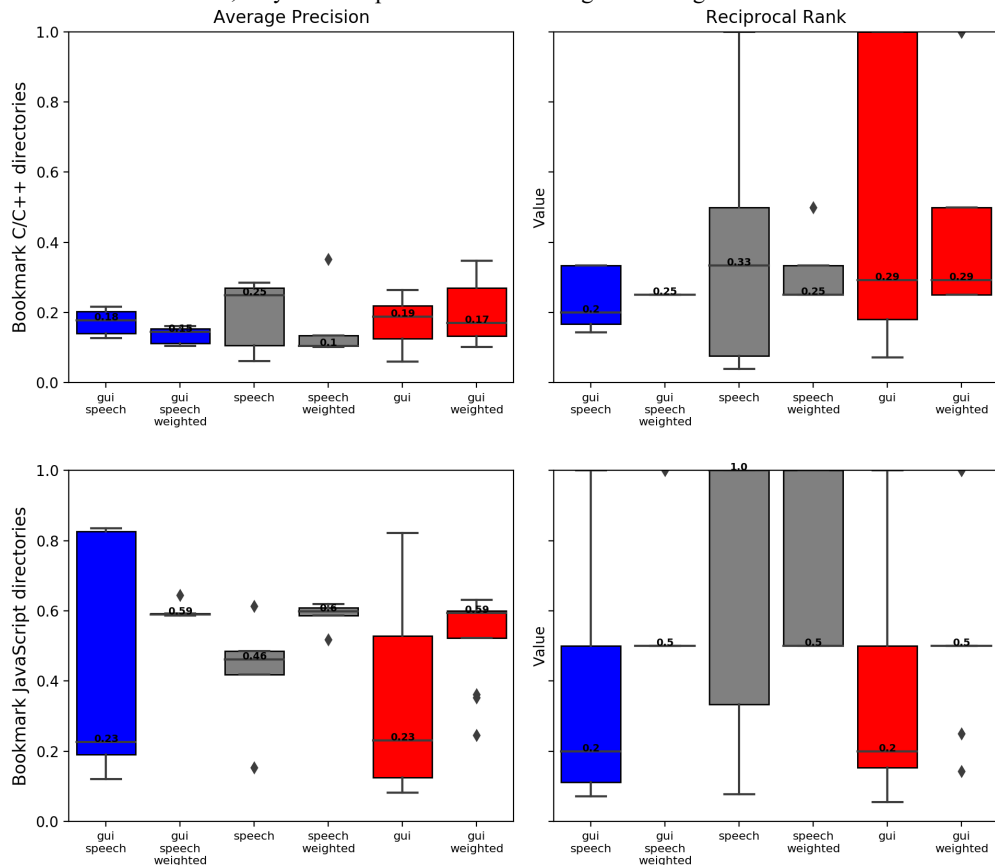 Average Precision
Reciprocal Rank
Bookmark C/C++ directories
1.0
0.8
0.6
0.4
0.2
0.0
0.18
0.15
0.25
0.1
0.19
0.17
gui speech
gui speech weighted
speech
speech weighted
gui
gui weighted
Value
0.2
0.25
0.33
0.25
0.29
0.29
gui speech
gui speech weighted
speech
speech weighted
gui
gui weighted
Bookmark JavaScript directories
1.0
0.8
0.6
0.4
0.2
0.0
0.23
0.59
0.46
0.6
0.23
0.59
gui speech
gui speech weighted
speech
speech weighted
gui
gui weighted
Value
0.2
0.5
1.0
0.5
0.2
0.5
gui speech
gui speech weighted
speech
speech weighted
gui
gui weighted